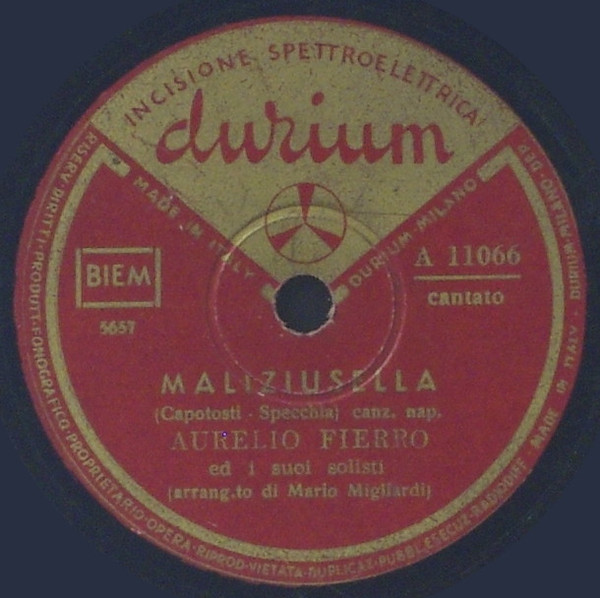 INCISIONE SPETTROELETTRICA
durium
MADE IN ITALY
DURIUM MILANO
BIEM
5657
A 11066
cantato
MALIZIUSELLA
(Capotosti - Specchia) canz. nap.
AURELIO FIERRO
ed i suoi solisti
(arrang.to di Mario Migliardi)
RISERV. DIRITTI · PRODUTT · FONOGRAFICO · PROPRIETARIO · OPERA · RIPROD · VIETATA · DUPLICAZ · PUBBL ESECUZ · RADIODIFF · MADE IN ITALY · DURIUM · MILANO · DEP